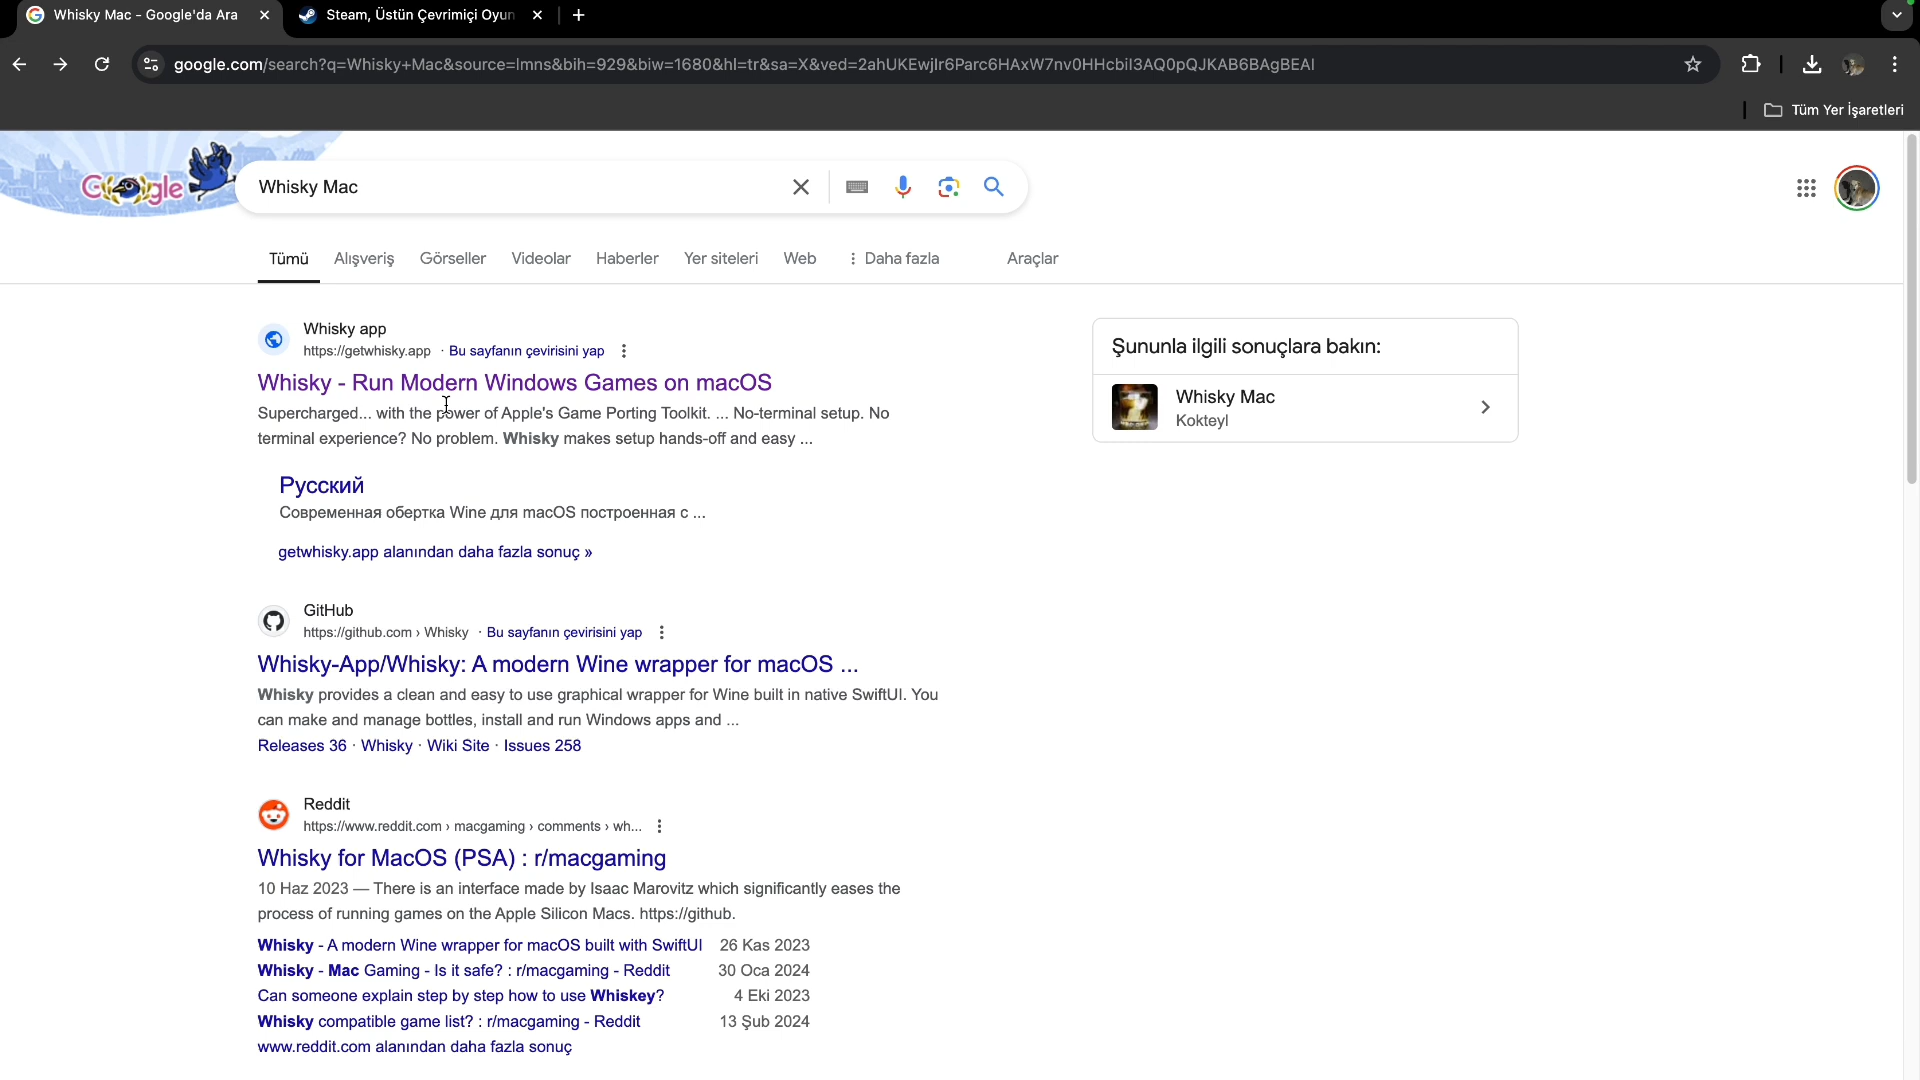 Whisky Mac - Google'da Ara
Steam, Üstün Çevrimiçi Oyun
google.com/search?q=Whisky+Mac&source=lmns&bih=929&biw=1680&hl=tr&sa=X&ved=2ahUKEwjlr6Parc6HAxW7nv0HHcbiI3AQ0pQJKAB6BAgBEAI
Tüm Yer İşaretleri
Google
Whisky Mac
Tümü
Alışveriş
Görseller
Videolar
Haberler
Yer siteleri
Web
Daha fazla
Araçlar
Whisky app
https://getwhisky.app · Bu sayfanın çevirisini yap
Whisky - Run Modern Windows Games on macOS
Supercharged... with the power of Apple's Game Porting Toolkit. ... No-terminal setup. No
terminal experience? No problem. Whisky makes setup hands-off and easy ...
Русский
Современная обертка Wine для macOS построенная с ...
getwhisky.app alanından daha fazla sonuç »
GitHub
https://github.com › Whisky · Bu sayfanın çevirisini yap
Whisky-App/Whisky: A modern Wine wrapper for macOS ...
Whisky provides a clean and easy to use graphical wrapper for Wine built in native SwiftUI. You
can make and manage bottles, install and run Windows apps and ...
Releases 36 · Whisky · Wiki Site · Issues 258
Reddit
https://www.reddit.com › macgaming › comments › wh...
Whisky for MacOS (PSA) : r/macgaming
10 Haz 2023 — There is an interface made by Isaac Marovitz which significantly eases the
process of running games on the Apple Silicon Macs. https://github.
Whisky - A modern Wine wrapper for macOS built with SwiftUI 26 Kas 2023
Whisky - Mac Gaming - Is it safe? : r/macgaming - Reddit 30 Oca 2024
Can someone explain step by step how to use Whiskey? 4 Eki 2023
Whisky compatible game list? : r/macgaming - Reddit 13 Şub 2024
www.reddit.com alanından daha fazla sonuç
Şununla ilgili sonuçlara bakın:
Whisky Mac
Kokteyl